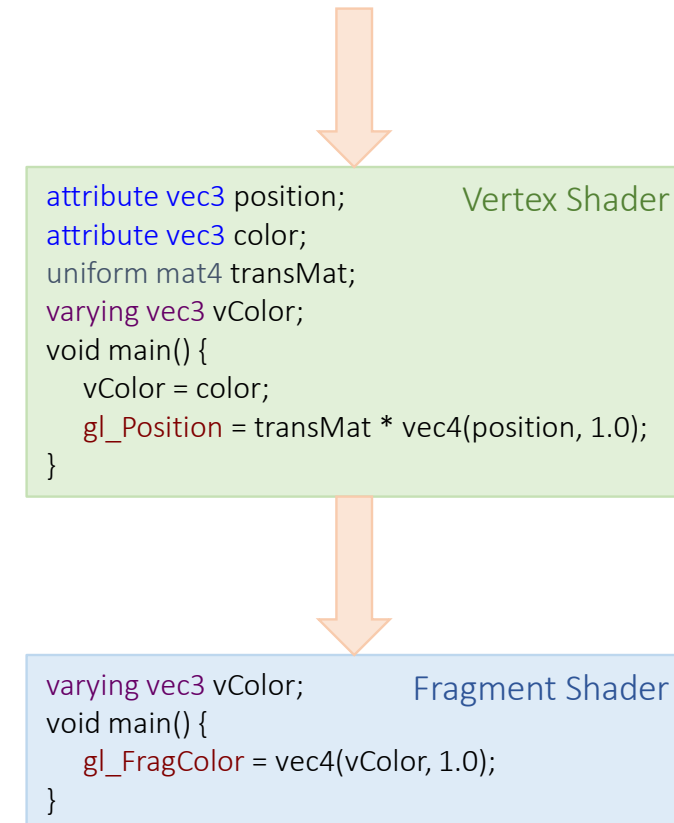 attribute vec3 position;
Vertex Shader
attribute vec3 color;
uniform mat4 transMat;
varying vec3 vColor;
void main() {
vColor = color;
gl_Position = transMat * vec4(position, 1.0);
}
varying vec3 vColor;
Fragment Shader
void main() {
gl_FragColor = vec4(vColor, 1.0);
}